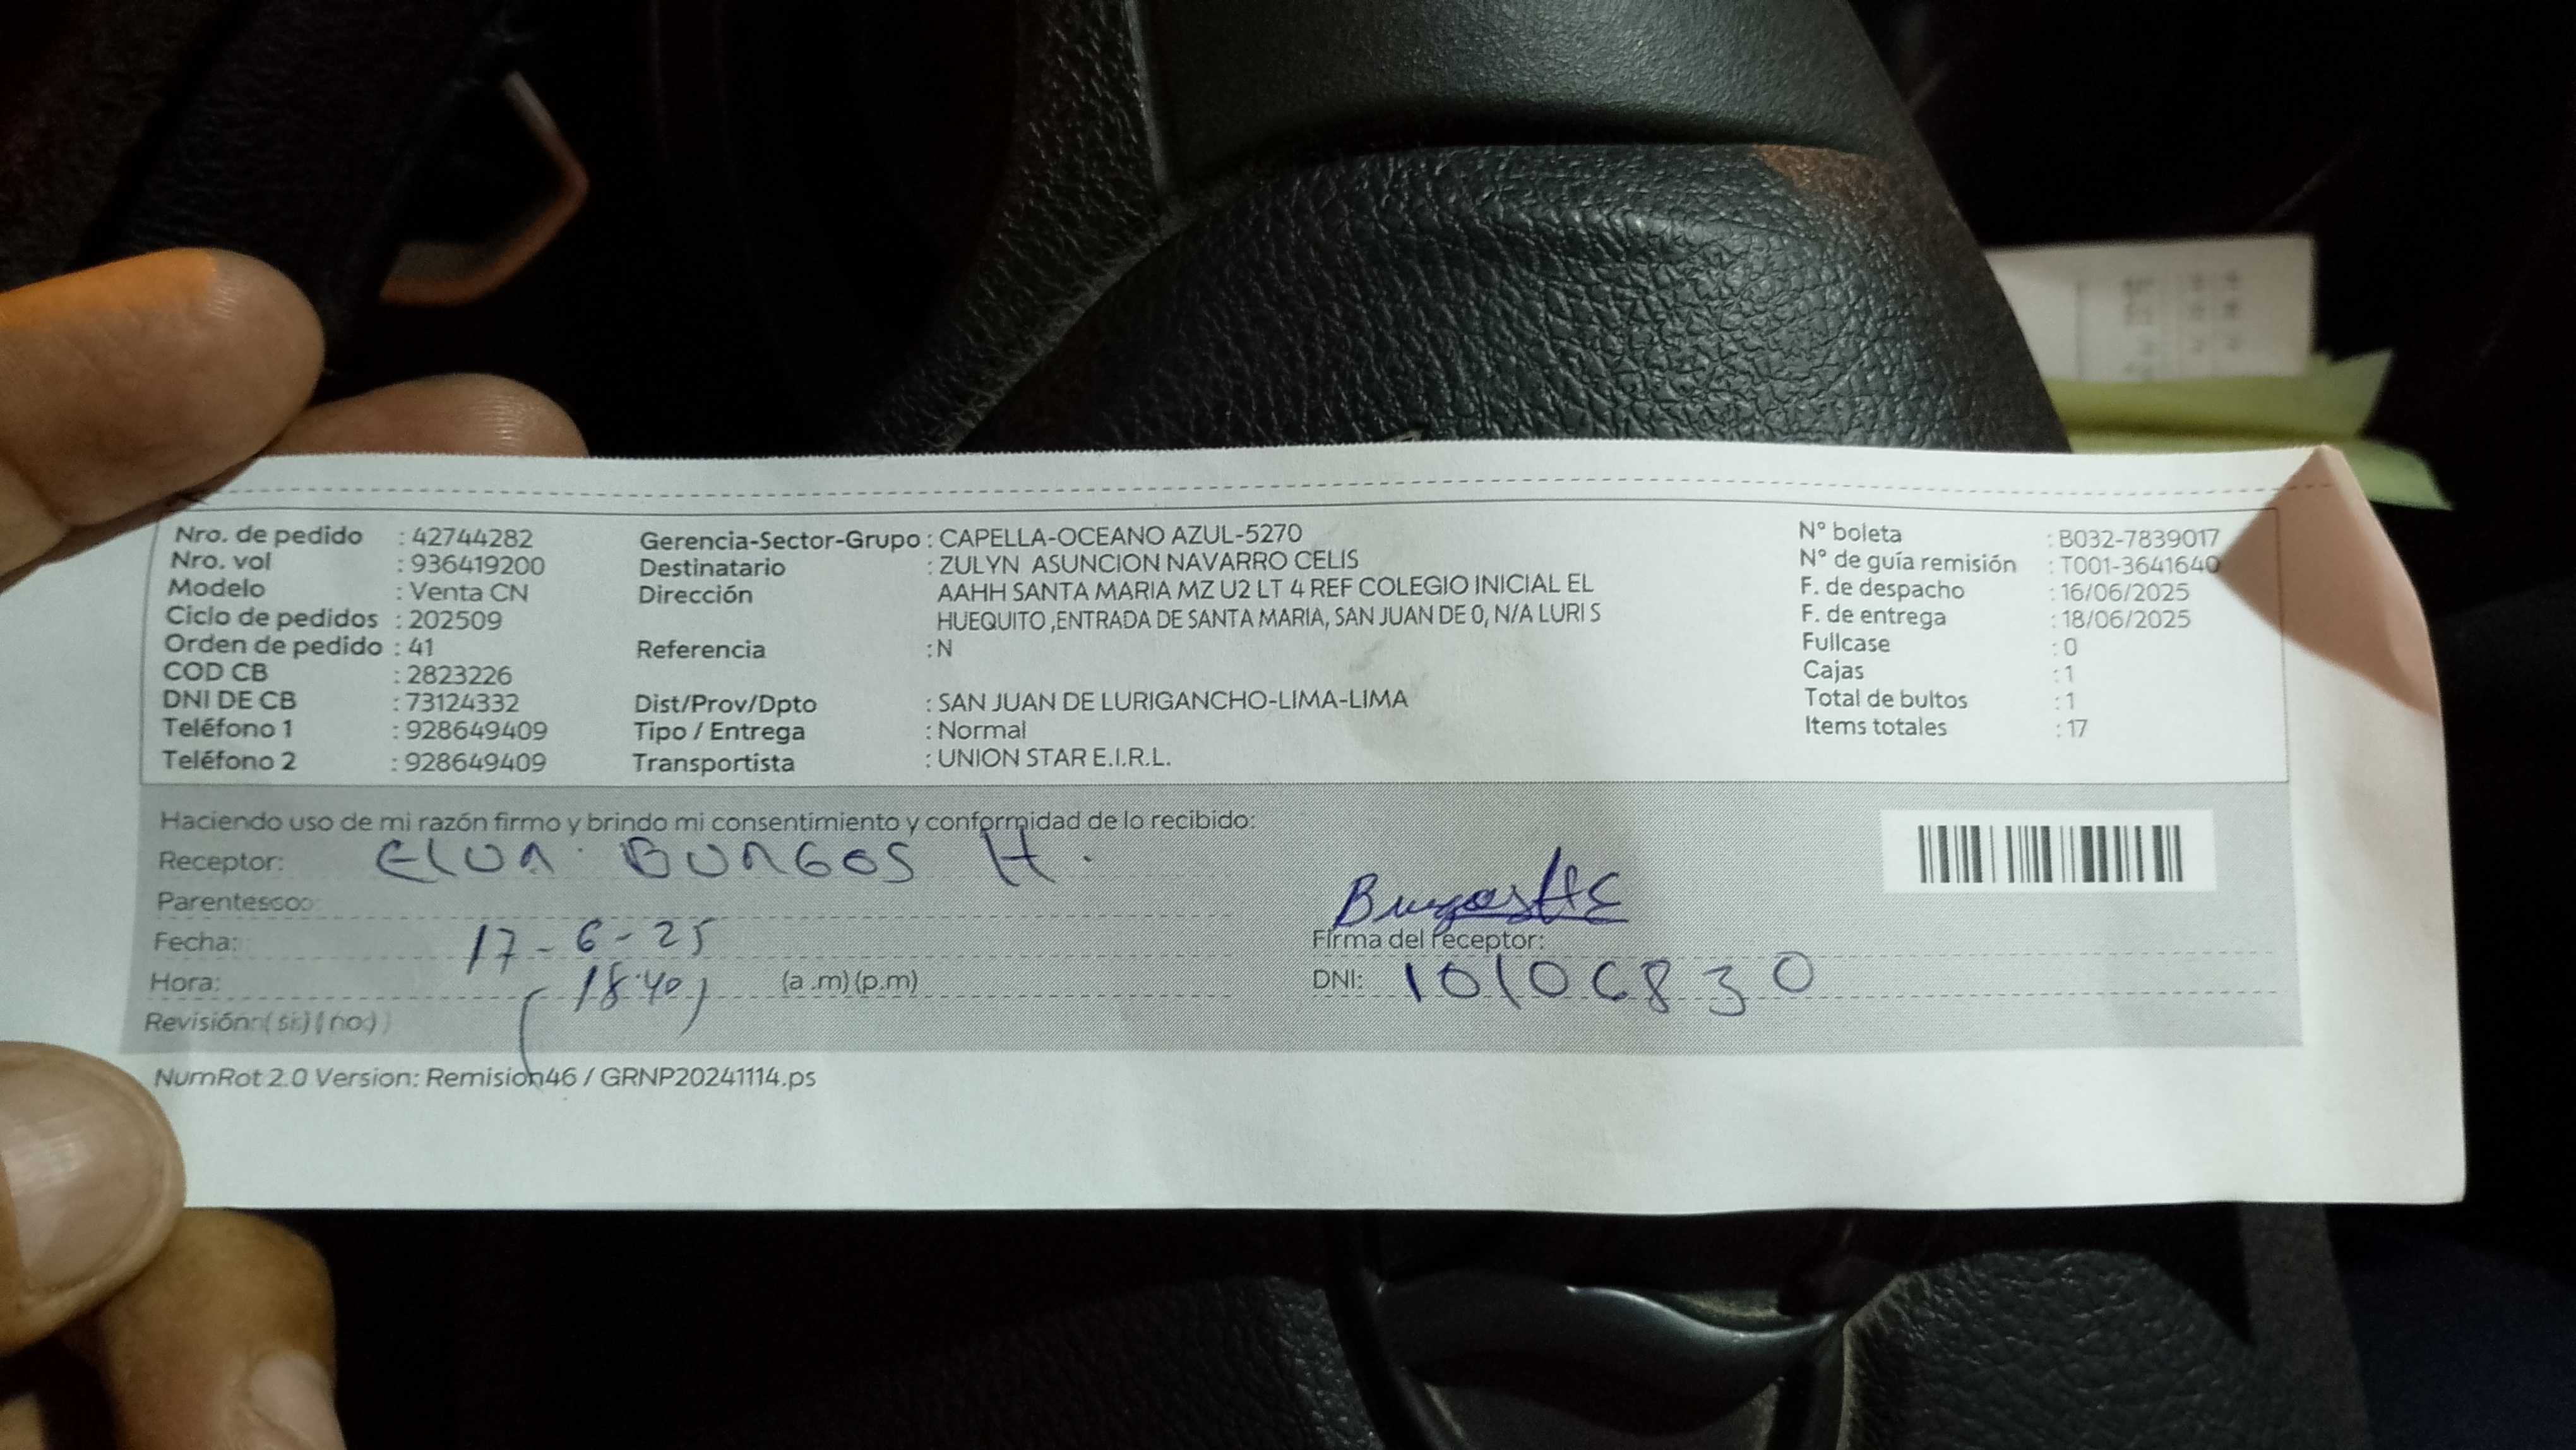 Nro. de pedido : 42744282 Gerencia-Sector-Grupo : CAPELLA-OCEANO AZUL-5270 N° boleta : B032-7839017
Nro. vol : 936419200 Destinatario : ZULYN ASUNCION NAVARRO CELIS N° de guía remisión : T001-3641640
Modelo : Venta CN Dirección AAHH SANTA MARIA MZ U2 LT 4 REF COLEGIO INICIAL EL F. de despacho : 16/06/2025
Ciclo de pedidos : 202509 HUEQUITO ,ENTRADA DE SANTA MARIA, SAN JUAN DE 0, N/A LURI S F. de entrega : 18/06/2025
Orden de pedido : 41 Referencia : N Fullcase : 0
COD CB : 2823226 Cajas : 1
DNI DE CB : 73124332 Dist/Prov/Dpto : SAN JUAN DE LURIGANCHO-LIMA-LIMA Total de bultos : 1
Teléfono 1 : 928649409 Tipo / Entrega : Normal Items totales : 17
Teléfono 2 : 928649409 Transportista : UNION STAR E.I.R.L.
Haciendo uso de mi razón firmo y brindo mi consentimiento y conformidad de lo recibido:
Receptor: BURGOS H.
Parentesco:
Fecha: 17-6-25 Firma del receptor:
Hora: (18:40) (a .m) (p.m) DNI: 10106830
Revisión: (si) (no)
NumRot 2.0 Version: Remision46 / GRNP20241114.ps